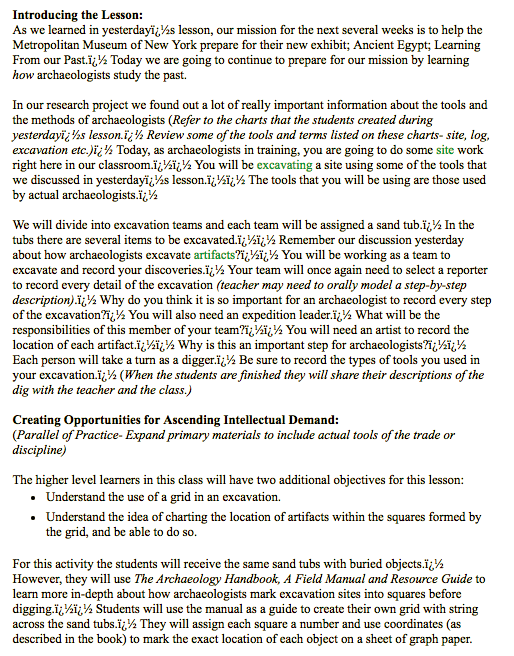 Introducing the Lesson:
As we learned in yesterdayï¿½s lesson, our mission for the next several weeks is to help the
Metropolitan Museum of New York prepare for their new exhibit; Ancient Egypt; Learning
From our Past.ï¿½ Today we are going to continue to prepare for our mission by learning
how archaeologists study the past.

In our research project we found out a lot of really important information about the tools and
the methods of archaeologists (Refer to the charts that the students created during
yesterdayï¿½s lesson.ï¿½ Review some of the tools and terms listed on these charts- site, log,
excavation etc.)ï¿½ Today, as archaeologists in training, you are going to do some site work
right here in our classroom.ï¿½ï¿½ You will be excavating a site using some of the tools that
we discussed in yesterdayï¿½s lesson.ï¿½ï¿½ The tools that you will be using are those used
by actual archaeologists.ï¿½

We will divide into excavation teams and each team will be assigned a sand tub.ï¿½ In the
tubs there are several items to be excavated.ï¿½ï¿½ Remember our discussion yesterday
about how archaeologists excavate artifacts?ï¿½ï¿½ You will be working as a team to
excavate and record your discoveries.ï¿½ Your team will once again need to select a reporter
to record every detail of the excavation (teacher may need to orally model a step-by-step
description).ï¿½ Why do you think it is so important for an archaeologist to record every step
of the excavation?ï¿½ You will also need an expedition leader.ï¿½ What will be the
responsibilities of this member of your team?ï¿½ï¿½ You will need an artist to record the
location of each artifact.ï¿½ï¿½ Why is this an important step for archaeologists?ï¿½ï¿½
Each person will take a turn as a digger.ï¿½ Be sure to record the types of tools you used in
your excavation.ï¿½ (When the students are finished they will share their descriptions of the
dig with the teacher and the class.)

Creating Opportunities for Ascending Intellectual Demand:
(Parallel of Practice- Expand primary materials to include actual tools of the trade or
discipline)

The higher level learners in this class will have two additional objectives for this lesson:
• Understand the use of a grid in an excavation.
• Understand the idea of charting the location of artifacts within the squares formed by
the grid, and be able to do so.

For this activity the students will receive the same sand tubs with buried objects.ï¿½
However, they will use The Archaeology Handbook, A Field Manual and Resource Guide to
learn more in-depth about how archaeologists mark excavation sites into squares before
digging.ï¿½ï¿½ Students will use the manual as a guide to create their own grid with string
across the sand tubs.ï¿½ They will assign each square a number and use coordinates (as
described in the book) to mark the exact location of each object on a sheet of graph paper.